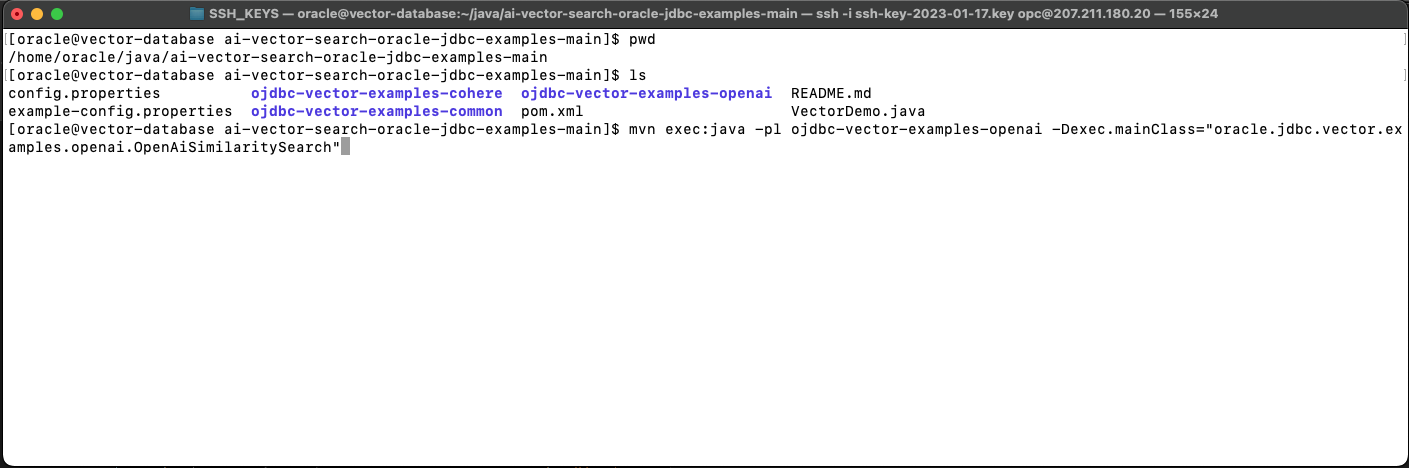 SSH_KEYS — oracle@vector-database:~/java/ai-vector-search-oracle-jdbc-examples-main — ssh -i ssh-key-2023-01-17.key opc@207.211.180.20 — 155×24
[[oracle@vector-database ai-vector-search-oracle-jdbc-examples-main]$ pwd ]
/home/oracle/java/ai-vector-search-oracle-jdbc-examples-main
[[oracle@vector-database ai-vector-search-oracle-jdbc-examples-main]$ ls ]
config.properties ojdbc-vector-examples-cohere ojdbc-vector-examples-openai README.md
example-config.properties ojdbc-vector-examples-common pom.xml VectorDemo.java
[oracle@vector-database ai-vector-search-oracle-jdbc-examples-main]$ mvn exec:java -pl ojdbc-vector-examples-openai -Dexec.mainClass="oracle.jdbc.vector.ex
amples.openai.OpenAiSimilaritySearch"